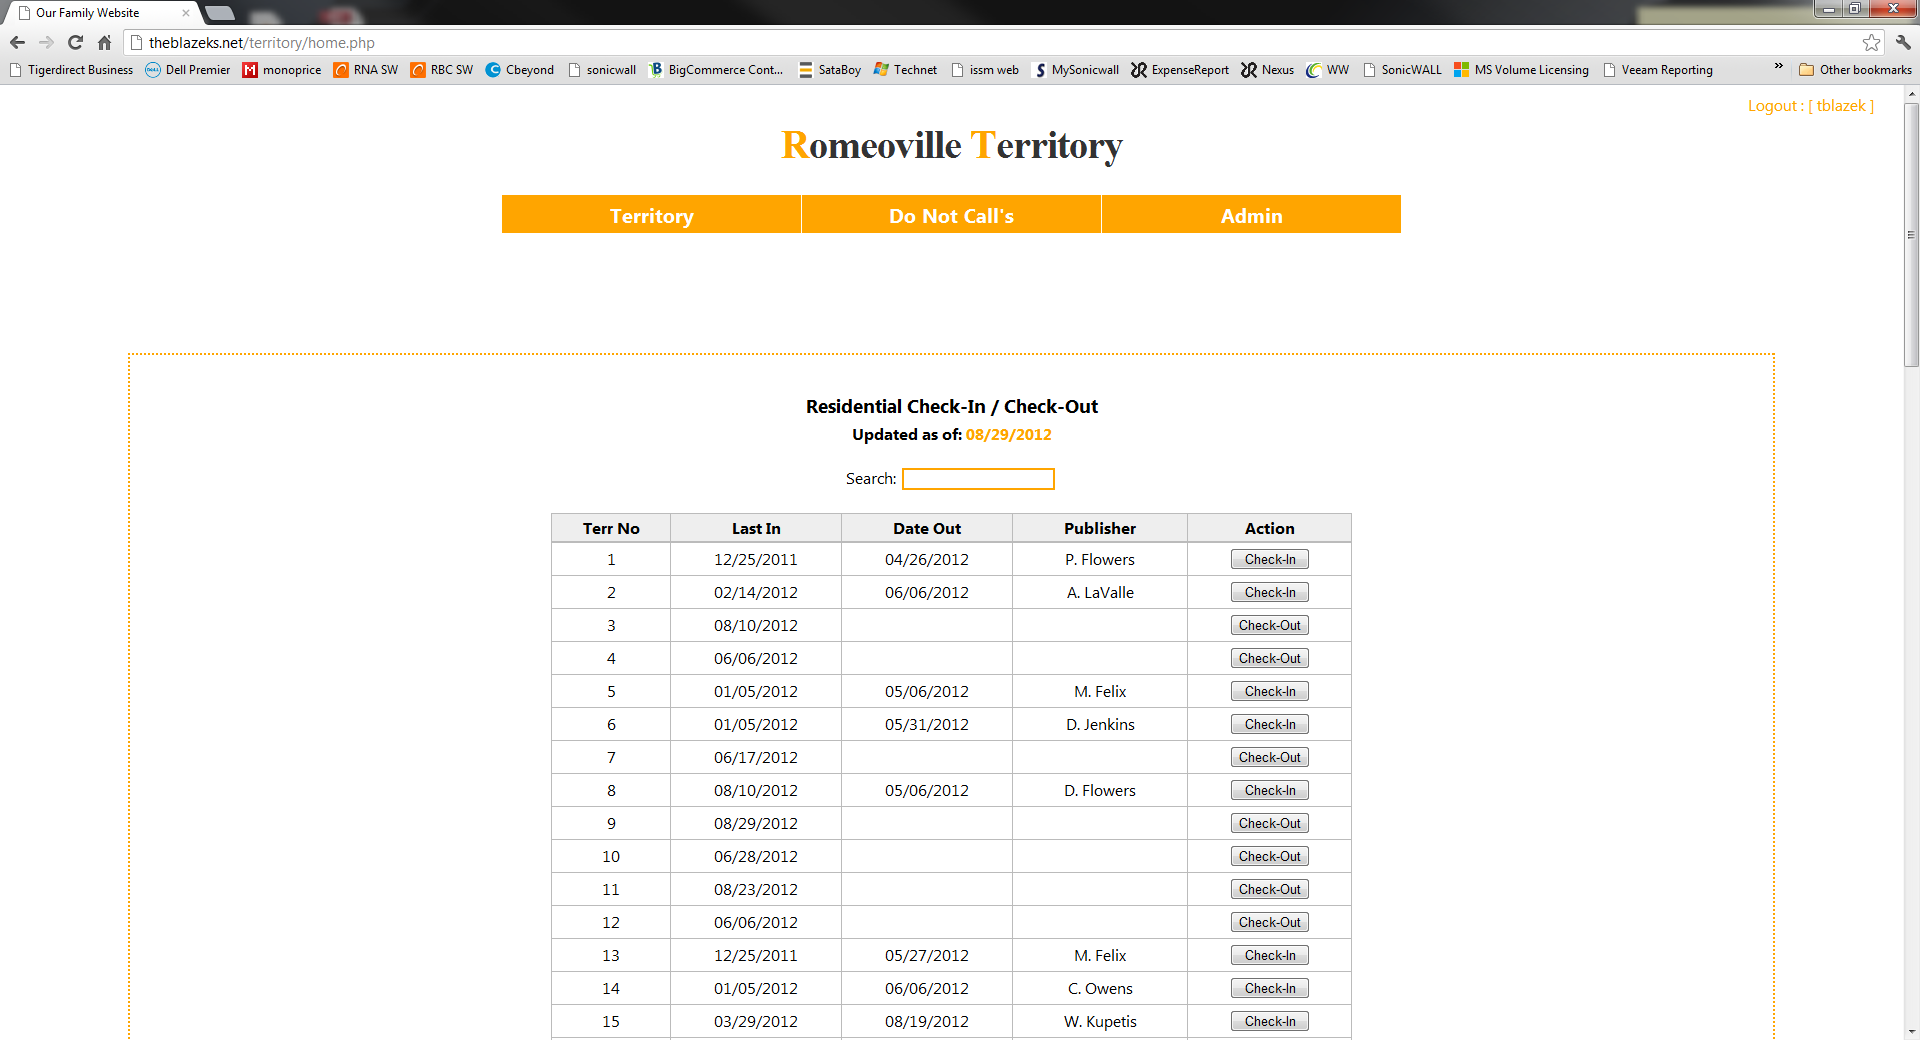 Our Family Website
theblazeks.net/territory/home.php
Tigerdirect Business Dell Premier monoprice RNA SW RBC SW Cbeyond sonicwall BigCommerce Cont... SataBoy Technet issm web MySonicwall ExpenseReport Nexus WW SonicWALL MS Volume Licensing Veeam Reporting » Other bookmarks
Logout : [ tblazek ]
Romeoville Territory
Territory Do Not Call's Admin
Residential Check-In / Check-Out
Updated as of: 08/29/2012
Search:
Terr No Last In Date Out Publisher Action
1 12/25/2011 04/26/2012 P. Flowers Check-In
2 02/14/2012 06/06/2012 A. LaValle Check-In
3 08/10/2012 Check-Out
4 06/06/2012 Check-Out
5 01/05/2012 05/06/2012 M. Felix Check-In
6 01/05/2012 05/31/2012 D. Jenkins Check-In
7 06/17/2012 Check-Out
8 08/10/2012 05/06/2012 D. Flowers Check-In
9 08/29/2012 Check-Out
10 06/28/2012 Check-Out
11 08/23/2012 Check-Out
12 06/06/2012 Check-Out
13 12/25/2011 05/27/2012 M. Felix Check-In
14 01/05/2012 06/06/2012 C. Owens Check-In
15 03/29/2012 08/19/2012 W. Kupetis Check-In